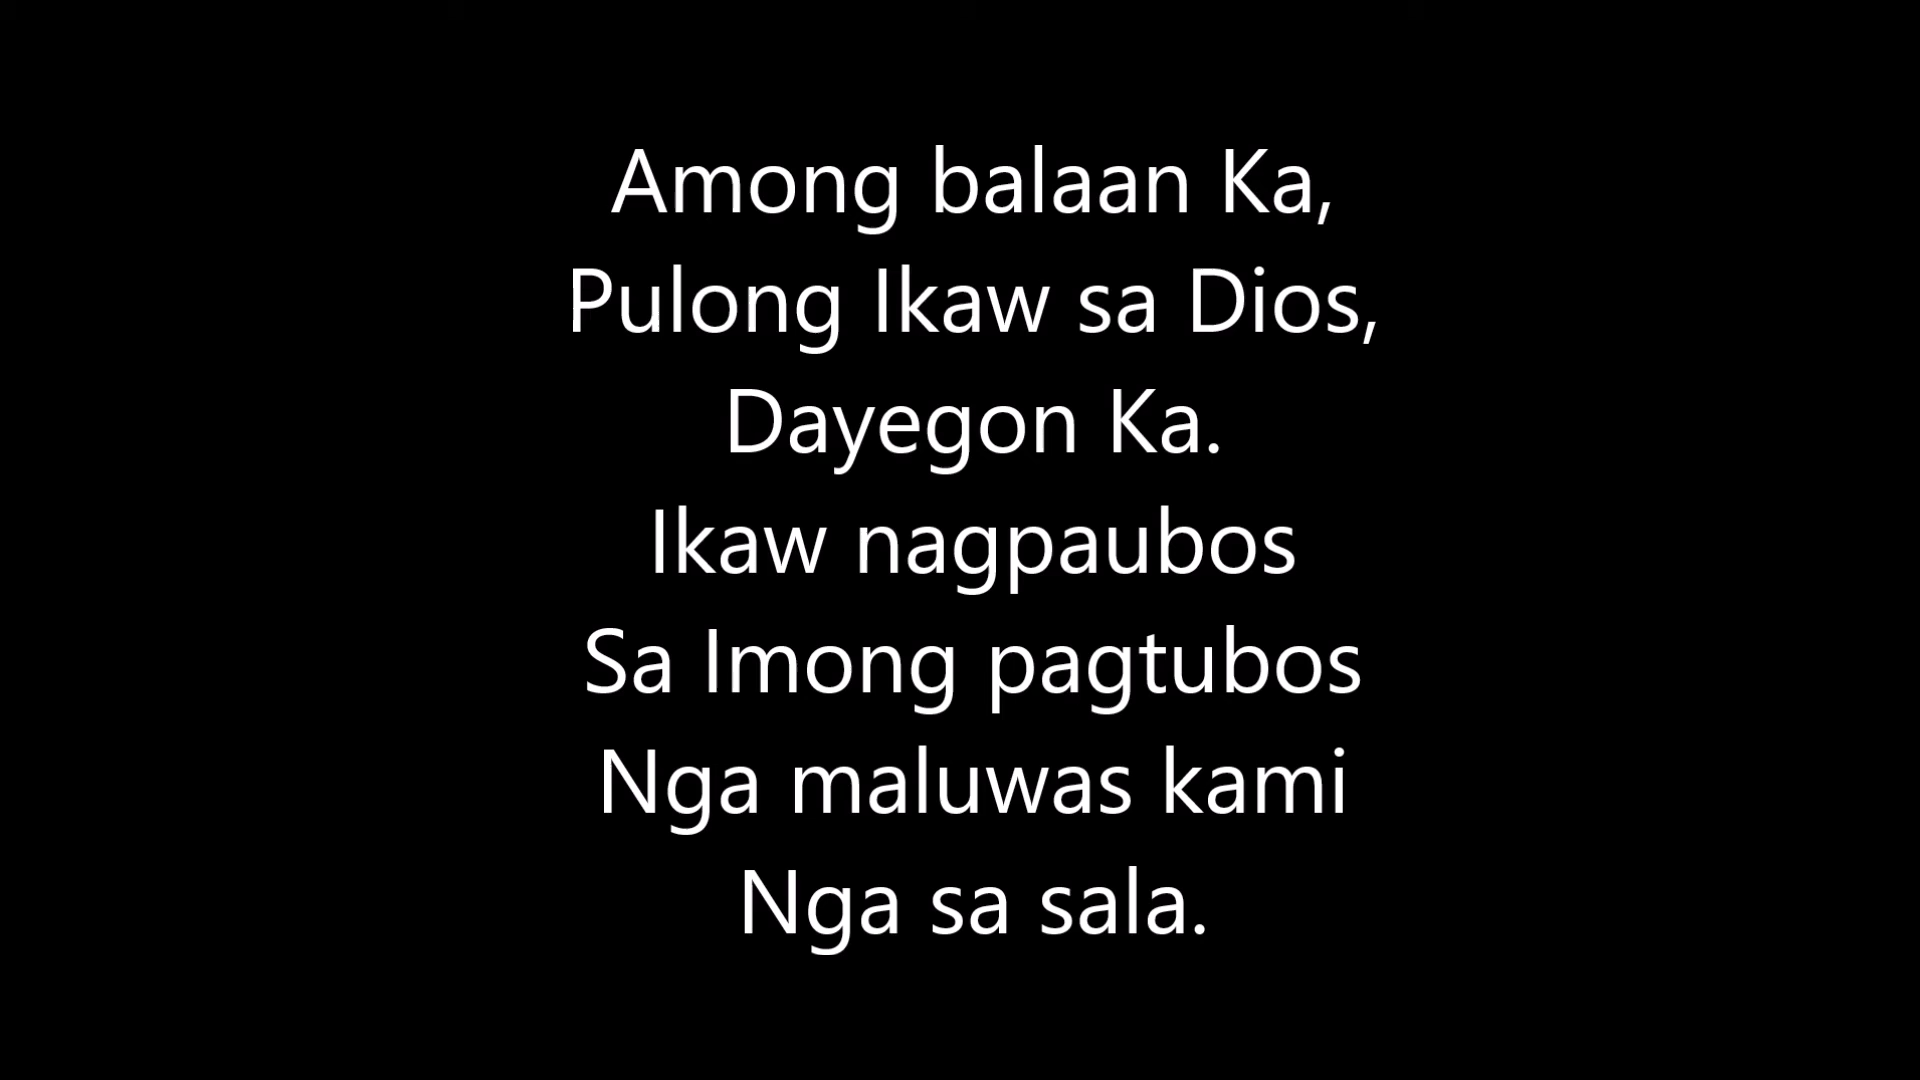 Among balaan Ka,
Pulong Ikaw sa Dios,
Dayegon Ka.
Ikaw nagpaubos
Sa Imong pagtubos
Nga maluwas kami
Nga sa sala.